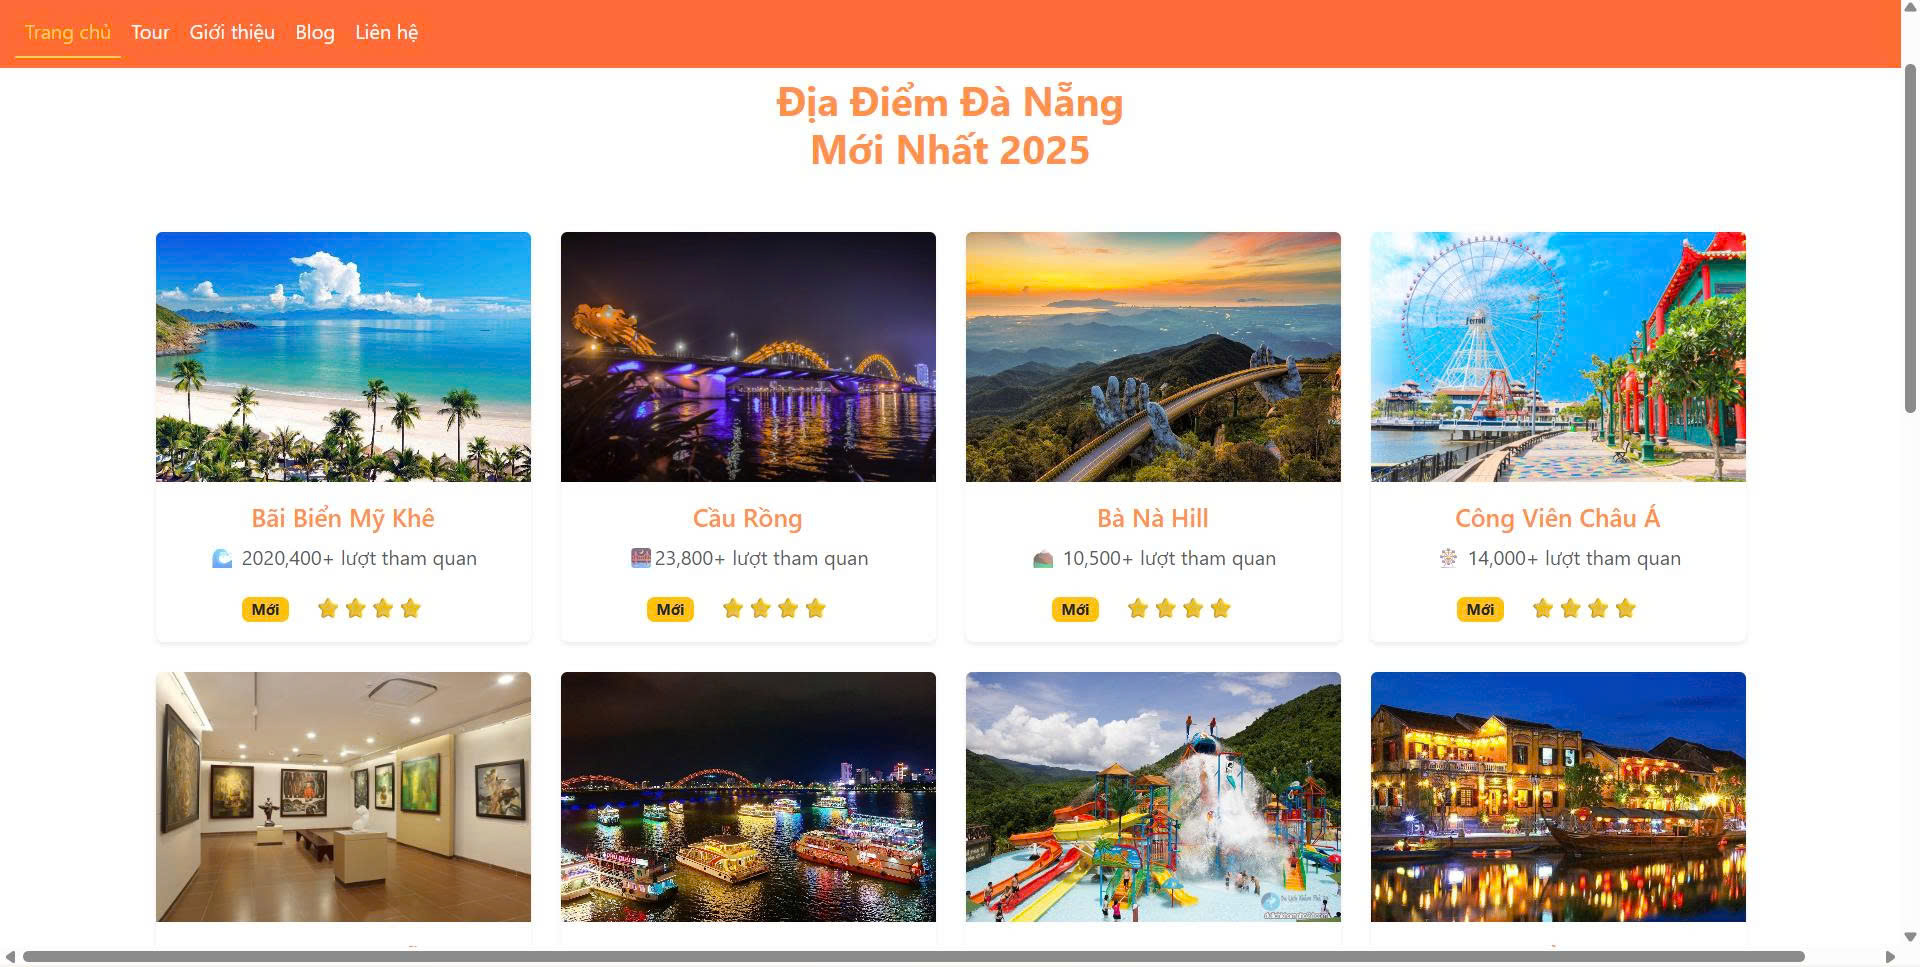 Trang chủ Tour Giới thiệu Blog Liên hệ
Địa Điểm Đà Nẵng
Mới Nhất 2025
Ferroli
Bãi Biển Mỹ Khê
2020,400+ lượt tham quan
Mới
Cầu Rồng
23,800+ lượt tham quan
Mới
Bà Nà Hill
10,500+ lượt tham quan
Mới
Công Viên Châu Á
14,000+ lượt tham quan
Mới